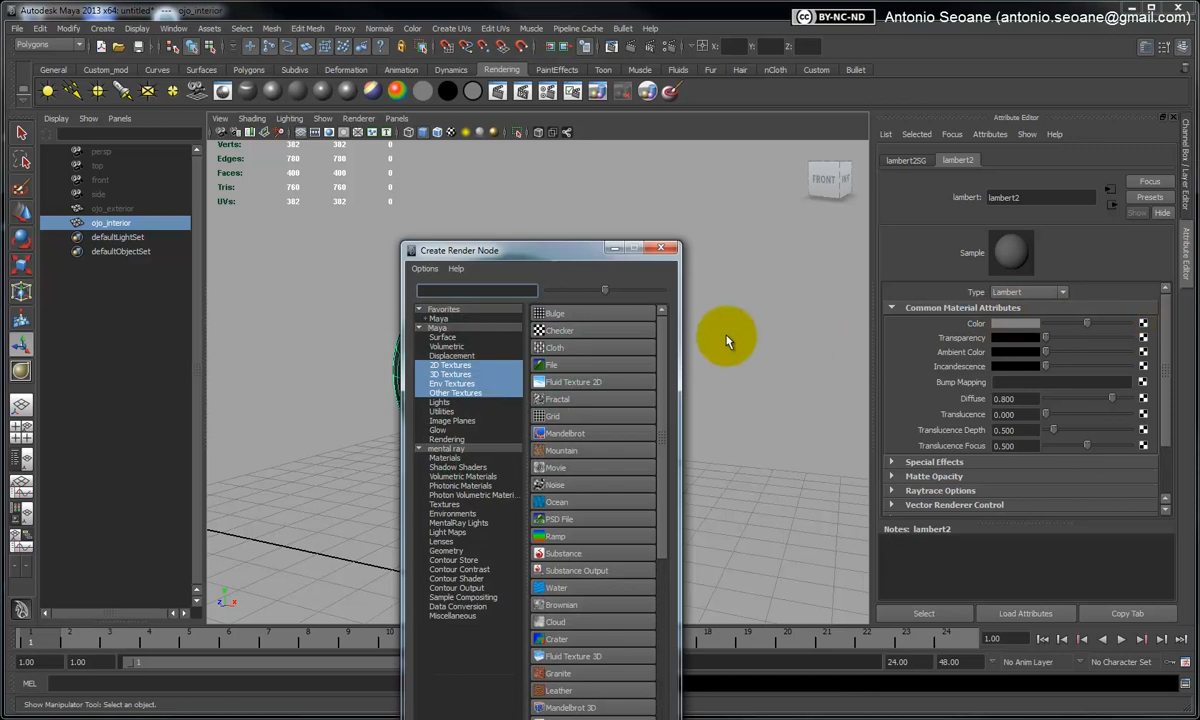 Autodesk Maya 2013 x64: untitled* --- ojo_interior
BY-NC-ND Antonio Seoane (antonio.seoane@gmail.com)
File Edit Modify Create Display Window Assets Select Mesh Edit Mesh Proxy Normals Color Create UVs Edit UVs Muscle Pipeline Cache Bullet Help
Polygons
X: Y: Z:
General Custom_mod Curves Surfaces Polygons Subdivs Deformation Animation Dynamics Rendering PaintEffects Toon Muscle Fluids Fur Hair nCloth Custom Bullet
Display Show Panels
persp
top
front
side
ojo_exterior
ojo_interior
defaultLightSet
defaultObjectSet
View Shading Lighting Show Renderer Panels
Verts: 382 382 0
Edges: 780 780 0
Faces: 400 400 0
Tris: 760 760 0
UVs: 382 382 0
FRONT
Create Render Node
Options Help
Favorites
Maya
Maya
Surface
Volumetric
Displacement
2D Textures
3D Textures
Env Textures
Other Textures
Lights
Utilities
Image Planes
Glow
Rendering
mental ray
Materials
Shadow Shaders
Volumetric Materials
Photonic Materials
Photon Volumetric Materi...
Textures
Environments
MentalRay Lights
Light Maps
Lenses
Geometry
Contour Store
Contour Contrast
Contour Shader
Contour Output
Sample Compositing
Data Conversion
Miscellaneous
Bulge
Checker
Cloth
File
Fluid Texture 2D
Fractal
Grid
Mandelbrot
Mountain
Movie
Noise
Ocean
PSD File
Ramp
Substance
Substance Output
Water
Brownian
Cloud
Crater
Fluid Texture 3D
Granite
Leather
Mandelbrot 3D
Attribute Editor
List Selected Focus Attributes Show Help
lambert2SG lambert2
lambert: lambert2
Focus
Presets
Show Hide
Sample
Type Lambert
Common Material Attributes
Color
Transparency
Ambient Color
Incandescence
Bump Mapping
Diffuse 0.800
Translucence 0.000
Translucence Depth 0.500
Translucence Focus 0.500
Special Effects
Matte Opacity
Raytrace Options
Vector Renderer Control
Notes: lambert2
Select Load Attributes Copy Tab
Channel Box / Layer Editor
Attribute Editor
1 2 3 4 5 6 7 8 9 10 18 19 20 21 22 23 24 1.00
1
1.00 1.00 1 24.00 48.00 No Anim Layer No Character Set
MEL
Show Manipulator Tool: Select an object.